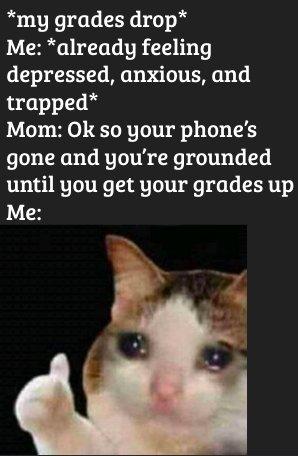 *my grades drop*
Me: *already feeling
depressed, anxious, and
trapped*
Mom: Ok so your phone’s
gone and you’re grounded
until you get your grades up
Me: